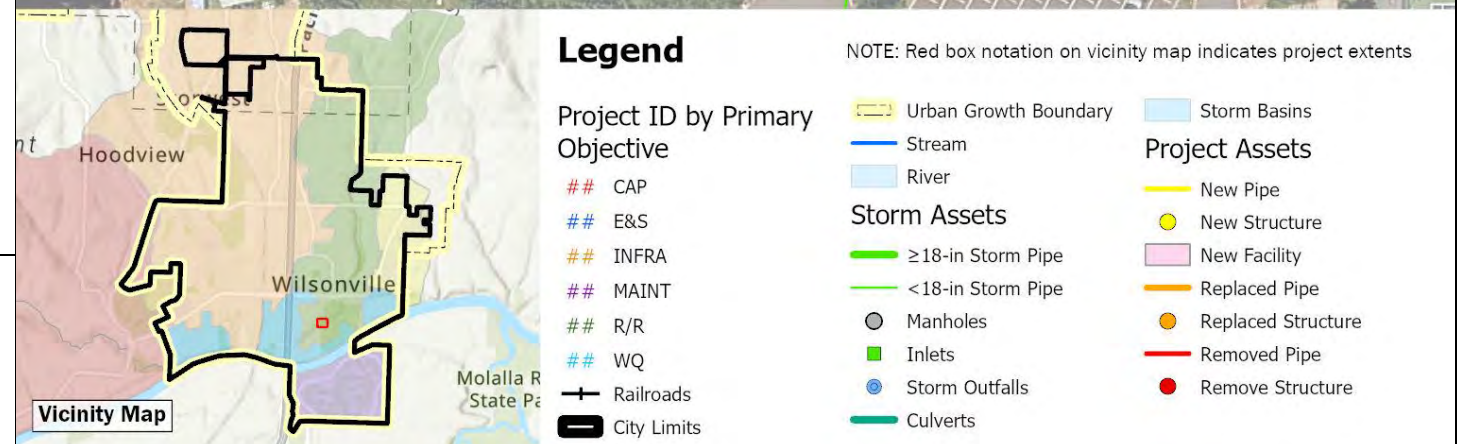 Hoodview
Wilsonville
Molalla R
State Pa
Vicinity Map
Legend
Project ID by Primary
Objective
## CAP
## E&S
## INFRA
## MAINT
## R/R
## WQ
Railroads
City Limits
NOTE: Red box notation on vicinity map indicates project extents
Urban Growth Boundary
Stream
River
Storm Assets
≥18-in Storm Pipe
<18-in Storm Pipe
Manholes
Inlets
Storm Outfalls
Culverts
Storm Basins
Project Assets
New Pipe
New Structure
New Facility
Replaced Pipe
Replaced Structure
Removed Pipe
Remove Structure